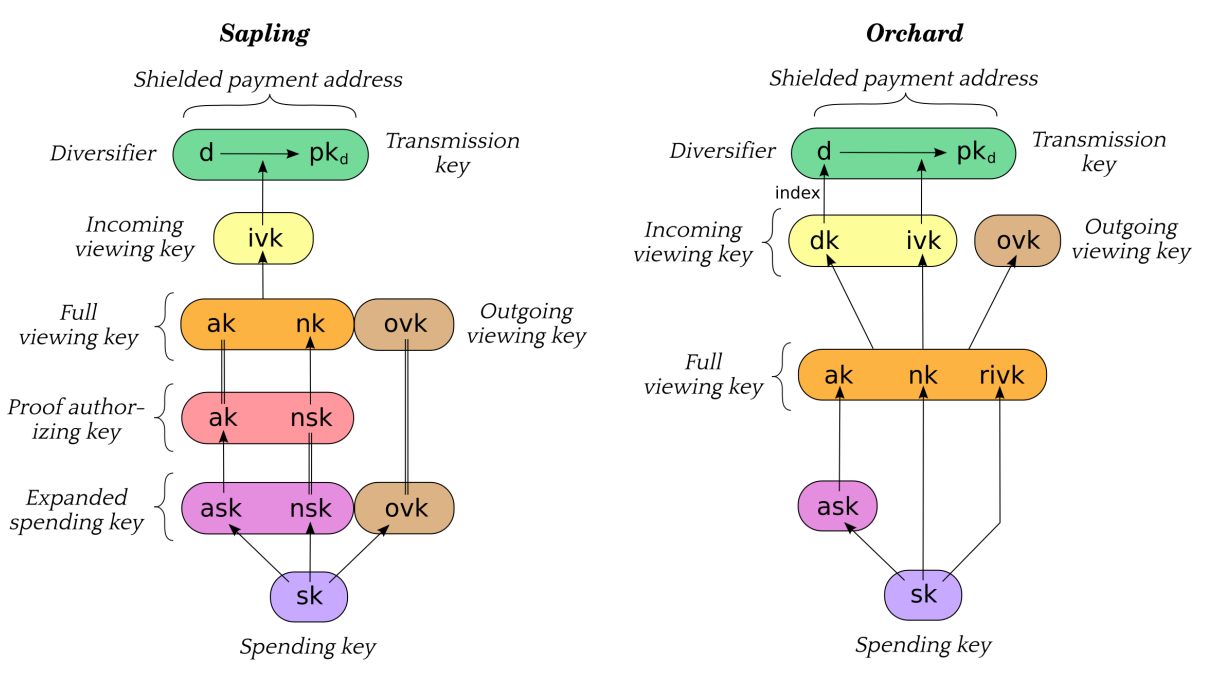 Sapling
Shielded payment address
Diversifier
d
pk_d
Transmission
key
Incoming
viewing key
ivk
Full
viewing key
ak
nk
ovk
Outgoing
viewing key
Proof author-
izing key
ak
nsk
Expanded
spending key
ask
nsk
ovk
sk
Spending key
Orchard
Shielded payment address
Diversifier
d
pk_d
Transmission
key
index
Incoming
viewing key
dk
ivk
ovk
Outgoing
viewing key
Full
viewing key
ak
nk
rivk
ask
sk
Spending key